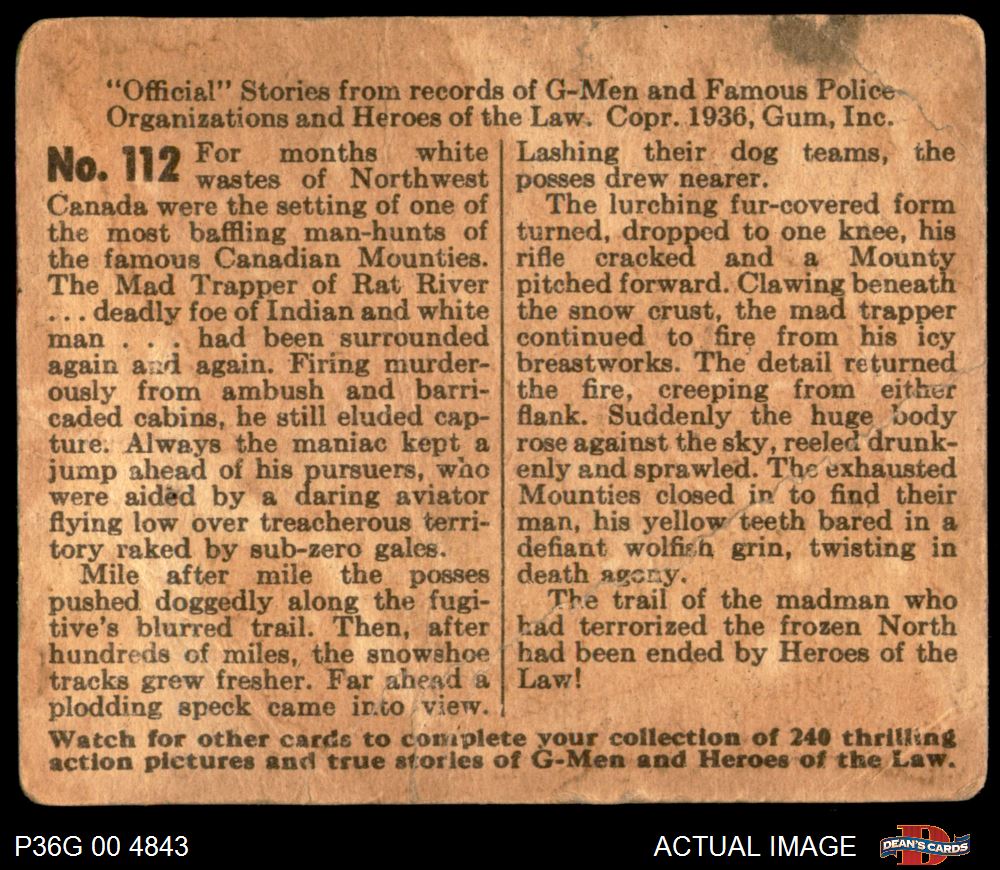 "Official" Stories from records of G-Men and Famous Police
Organizations and Heroes of the Law. Copr. 1936, Gum, Inc.
No. 112 For months white
wastes of Northwest
Canada were the setting of one of
the most baffling man-hunts of
the famous Canadian Mounties.
The Mad Trapper of Rat River
. . . deadly foe of Indian and white
man . . . had been surrounded
again and again. Firing murder-
ously from ambush and barri-
caded cabins, he still eluded cap-
ture. Always the maniac kept a
jump ahead of his pursuers, who
were aided by a daring aviator
flying low over treacherous terri-
tory raked by sub-zero gales.
Mile after mile the posses
pushed doggedly along the fugi-
tive's blurred trail. Then, after
hundreds of miles, the snowshoe
tracks grew fresher. Far ahead a
plodding speck came into view.
Lashing their dog teams, the
posses drew nearer.
The lurching fur-covered form
turned, dropped to one knee, his
rifle cracked and a Mounty
pitched forward. Clawing beneath
the snow crust, the mad trapper
continued to fire from his icy
breastworks. The detail returned
the fire, creeping from either
flank. Suddenly the huge body
rose against the sky, reeled drunk-
enly and sprawled. The exhausted
Mounties closed in to find their
man, his yellow teeth bared in a
defiant wolfish grin, twisting in
death agony.
The trail of the madman who
had terrorized the frozen North
had been ended by Heroes of the
Law!
Watch for other cards to complete your collection of 240 thrilling
action pictures and true stories of G-Men and Heroes of the Law.
P36G 00 4843
ACTUAL IMAGE
DEAN'S CARDS